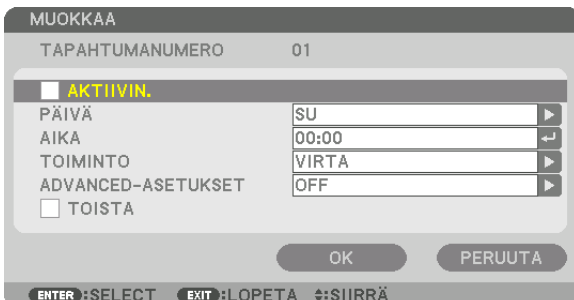 MUOKKAA
TAPAHTUMANUMERO 01
AKTIIVIN.
PÄIVÄ SU
AIKA 00:00
TOIMINTO VIRTA
ADVANCED-ASETUKSET OFF
TOISTA
OK PERUUTA
ENTER :SELECT EXIT :LOPETA :SIIRRÄ